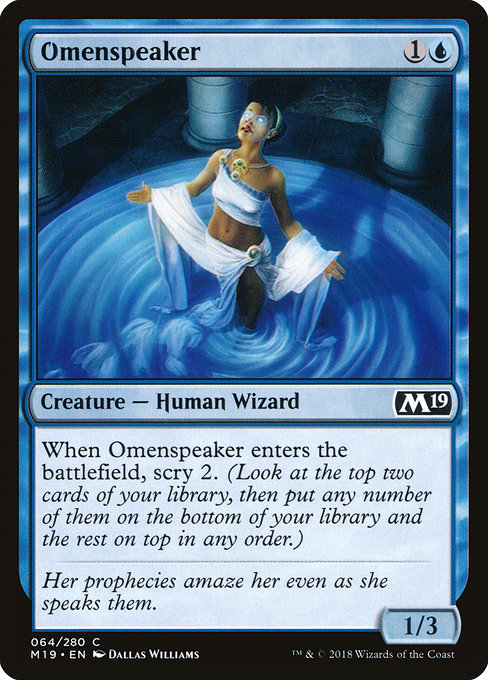 Omenspeaker 1
Creature — Human Wizard M19
When Omenspeaker enters the
battlefield, scry 2. (Look at the top two
cards of your library, then put any number
of them on the bottom of your library and
the rest on top in any order.)
Her prophecies amaze her even as she
speaks them.
1/3
064/280 C
M19 • EN Dallas Williams
™ & © 2018 Wizards of the Coast